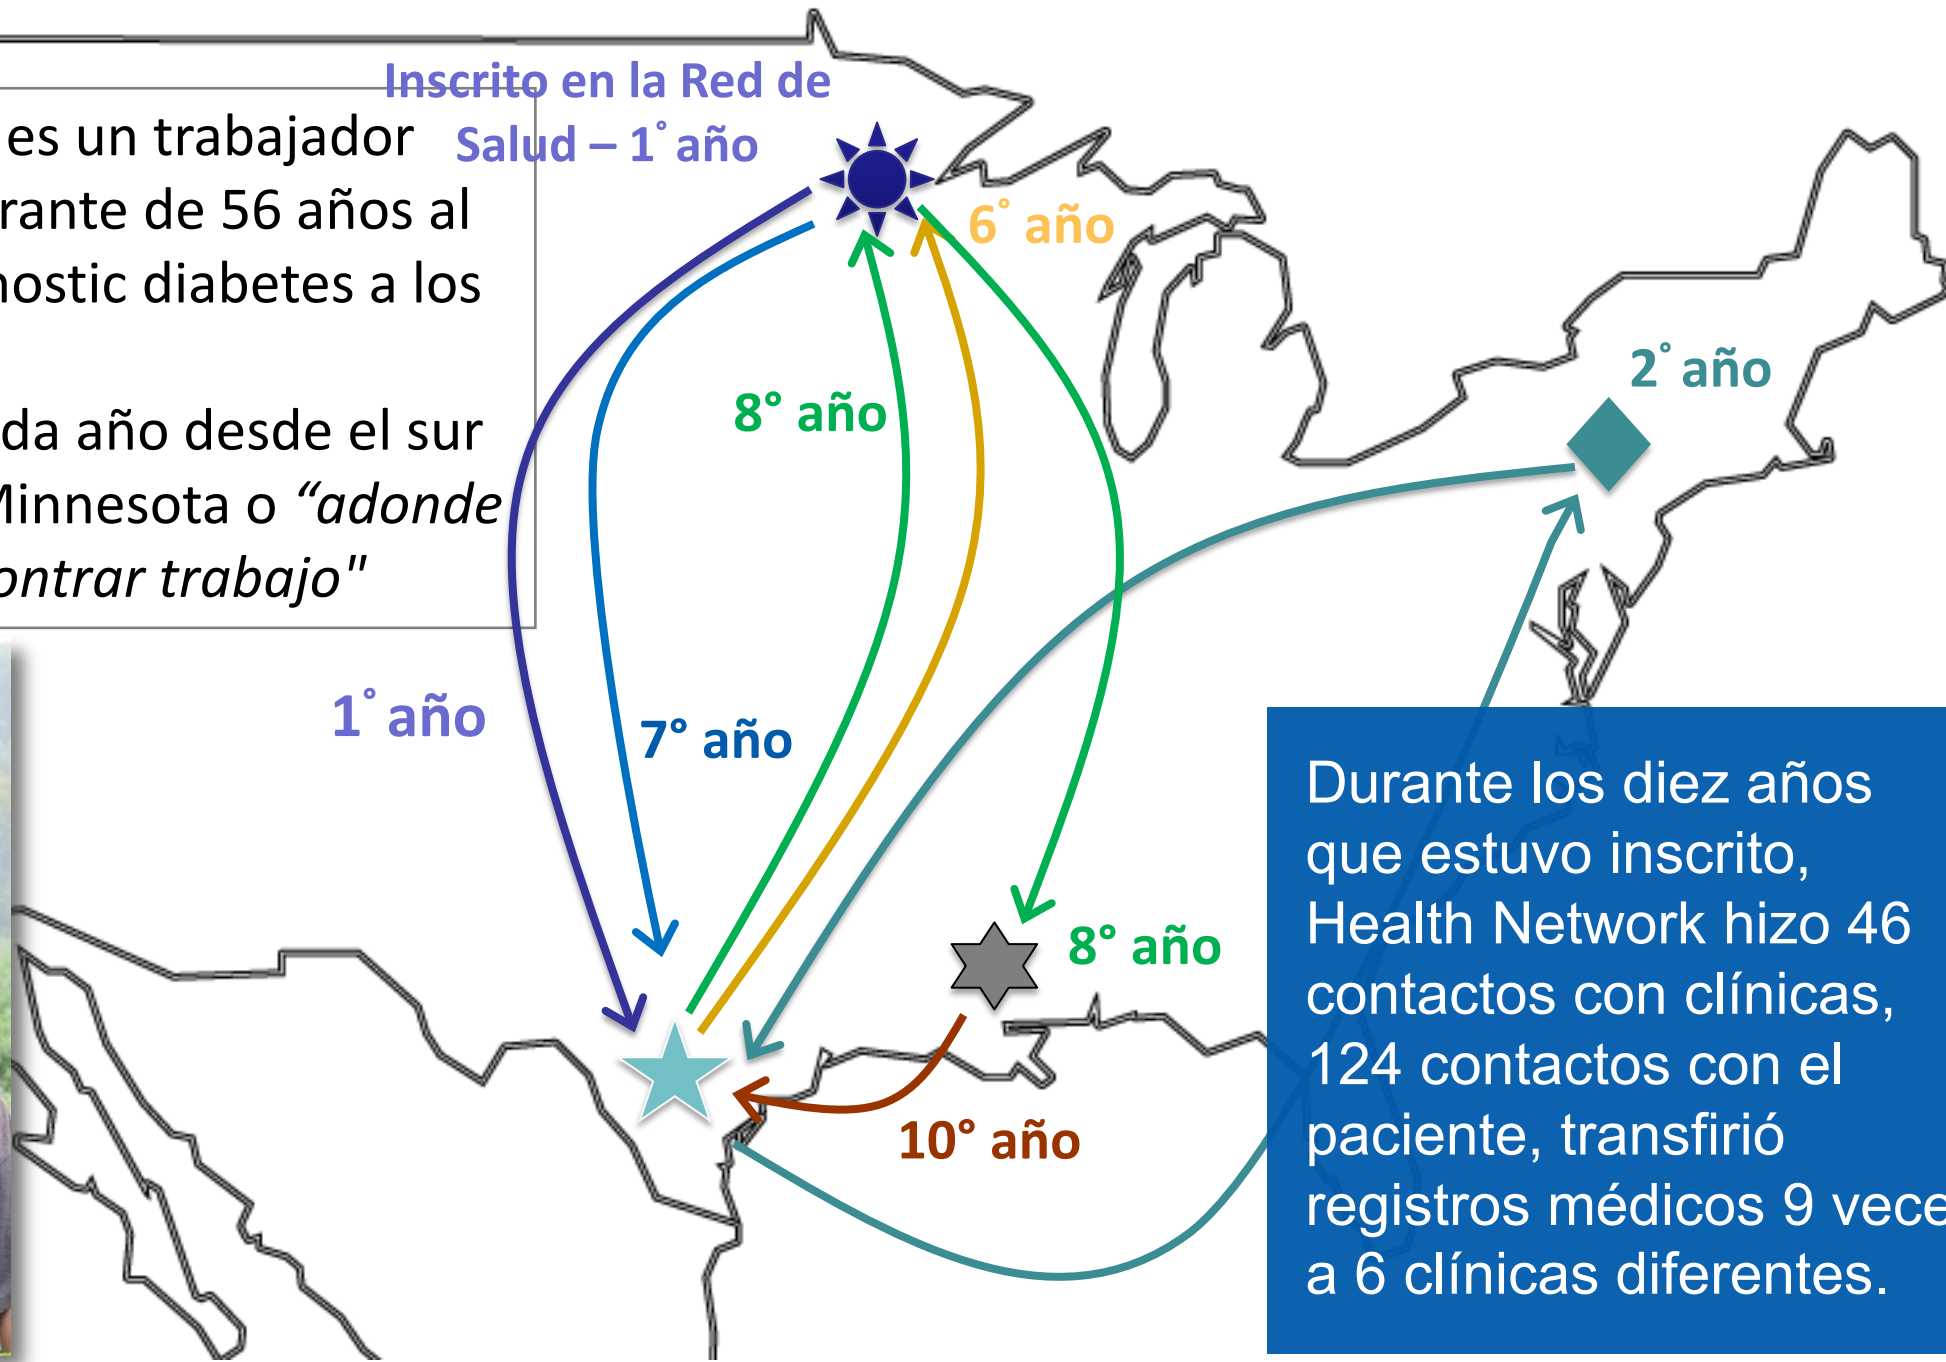 Inscrito en la Red de
Salud – 1° año
es un trabajador
rante de 56 años al
nostic diabetes a los
da año desde el sur
Minnesota o “adonde
ontrar trabajo"
6° año
2° año
8° año
1° año
7° año
8° año
10° año
Durante los diez años
que estuvo inscrito,
Health Network hizo 46
contactos con clínicas,
124 contactos con el
paciente, transfirió
registros médicos 9 vece
a 6 clínicas diferentes.